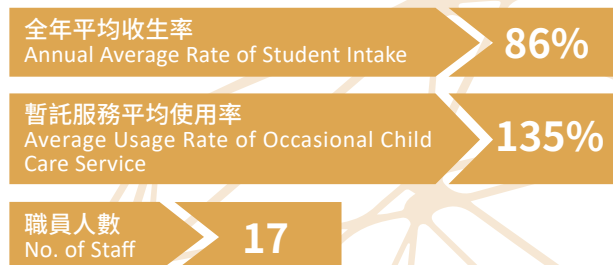 全年平均收生率
Annual Average Rate of Student Intake
86%
暫託服務平均使用率
Average Usage Rate of Occasional Child
Care Service
135%
職員人數
No. of Staff
17